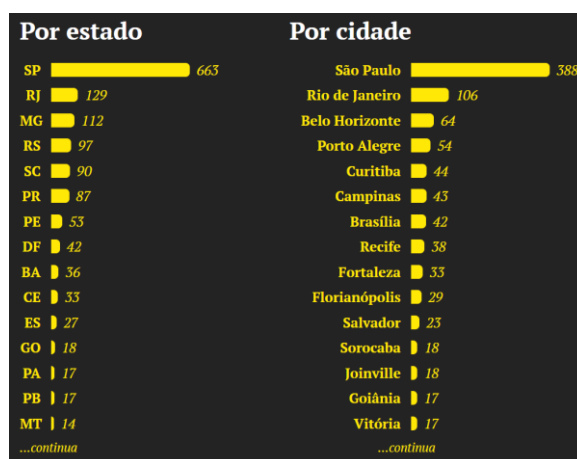 Por estado
SP 663
RJ 129
MG 112
RS 97
SC 90
PR 87
PE 53
DF 42
BA 36
CE 33
ES 27
GO 18
PA 17
PB 17
MT 14
...continua
Por cidade
São Paulo 388
Rio de Janeiro 106
Belo Horizonte 64
Porto Alegre 54
Curitiba 44
Campinas 43
Brasília 42
Recife 38
Fortaleza 33
Florianópolis 29
Salvador 23
Sorocaba 18
Joinville 18
Goiânia 17
Vitória 17
...continua